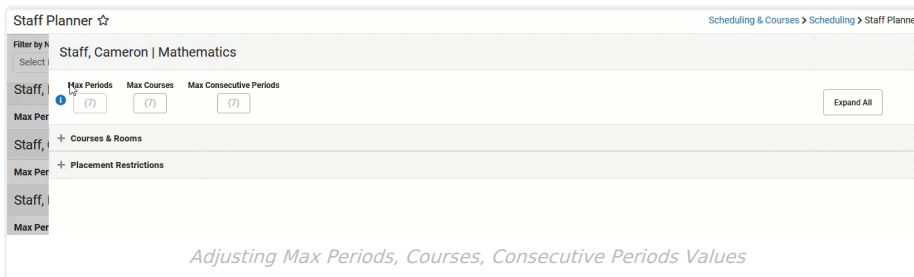 Staff Planner
Scheduling & Courses > Scheduling > Staff Planne
Filter by N
Select i
Staff, Cameron | Mathematics
Staff,
Max Per
Staff,
Max Per
Staff,
Max Per
Max Periods Max Courses Max Consecutive Periods
(7) (7) (7)
Expand All
+ Courses & Rooms
+ Placement Restrictions
Adjusting Max Periods, Courses, Consecutive Periods Values